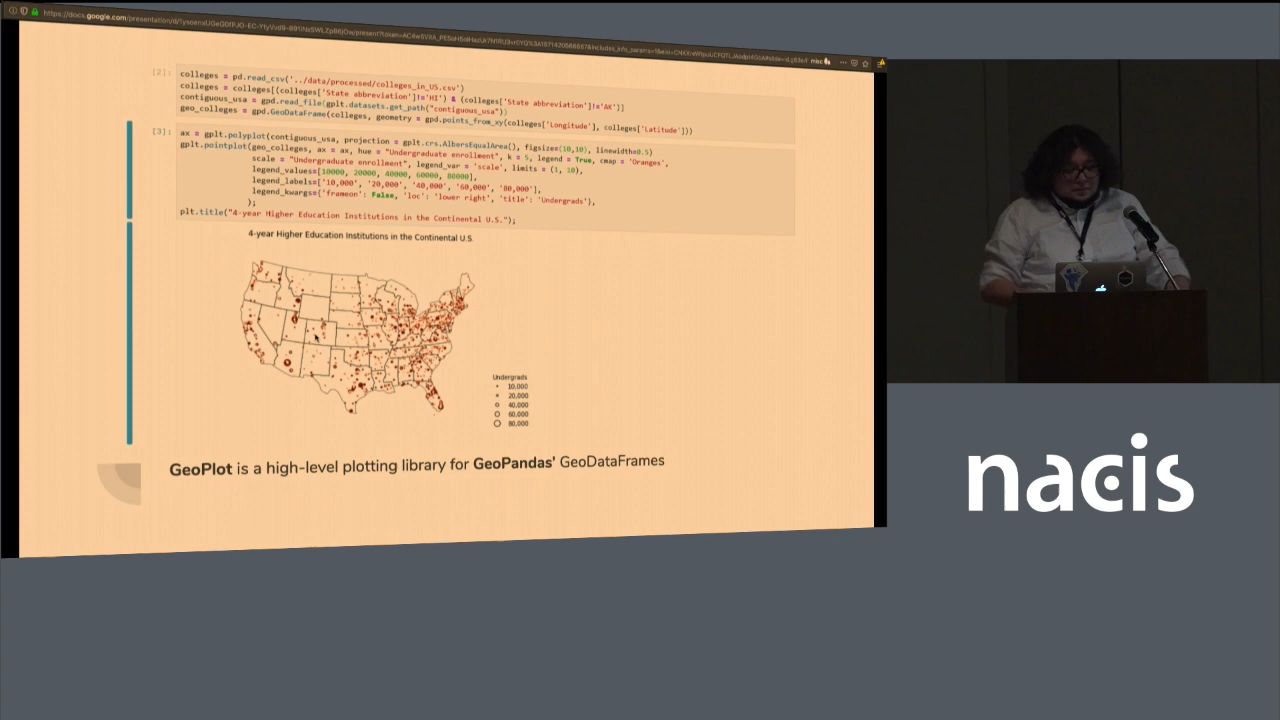 [2]:
colleges = pd.read_csv('../data/processed/colleges_in_US.csv')
colleges = colleges[(colleges['State abbreviation']!='HI') & (colleges['State abbreviation']!='AK')]
contiguous_usa = gpd.read_file(gplt.datasets.get_path("contiguous_usa"))
geo_colleges = gpd.GeoDataFrame(colleges, geometry = gpd.points_from_xy(colleges['Longitude'], colleges['Latitude']))
[3]:
ax = gplt.polyplot(contiguous_usa, projection = gplt.crs.AlbersEqualArea(), figsize=(10,10), linewidth=0.5)
gplt.pointplot(geo_colleges, ax = ax, hue = "Undergraduate enrollment", k = 5, legend = True, cmap = 'Oranges',
scale = "Undergraduate enrollment", legend_var = 'scale', limits = (1, 10),
legend_values=[10000, 20000, 40000, 60000, 80000],
legend_labels=['10,000', '20,000', '40,000', '60,000', '80,000'],
legend_kwargs={'frameon': False, 'loc': 'lower right', 'title': 'Undergrads'},
);
plt.title("4-year Higher Education Institutions in the Continental U.S.");
4-year Higher Education Institutions in the Continental U.S.
Undergrads
10,000
20,000
40,000
60,000
80,000
GeoPlot is a high-level plotting library for GeoPandas' GeoDataFrames
nacis